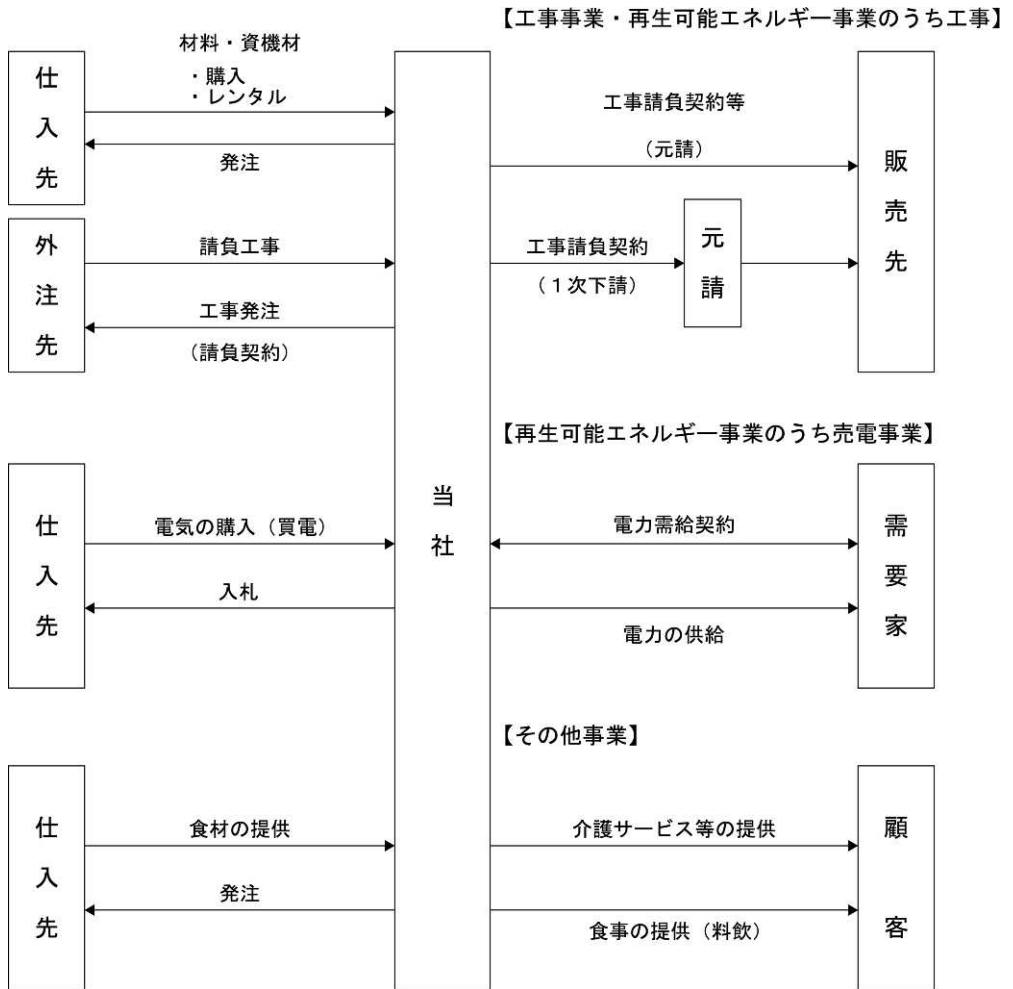 【工事事業・再生可能エネルギー事業のうち工事】
材料・資機材
・購入
・レンタル
仕入先
発注
工事請負契約等
（元請）
販売先
外注先
請負工事
工事発注
（請負契約）
工事請負契約
（１次下請）
元請
当社
【再生可能エネルギー事業のうち売電事業】
仕入先
電気の購入（買電）
入札
電力需給契約
電力の供給
需要家
【その他事業】
仕入先
食材の提供
発注
介護サービス等の提供
食事の提供（料飲）
顧客